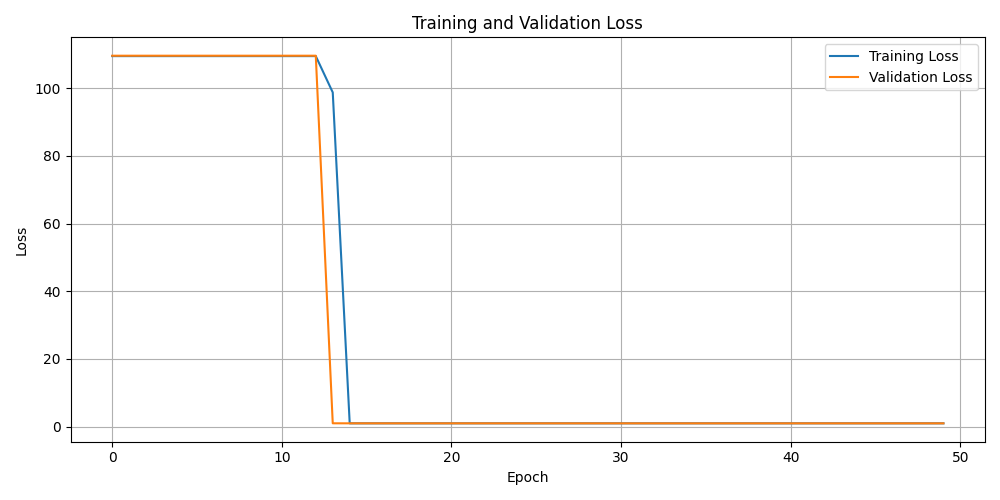 Training and Validation Loss
Training Loss
Validation Loss
100
80
60
40
20
0
Loss
0 10 20 30 40 50
Epoch